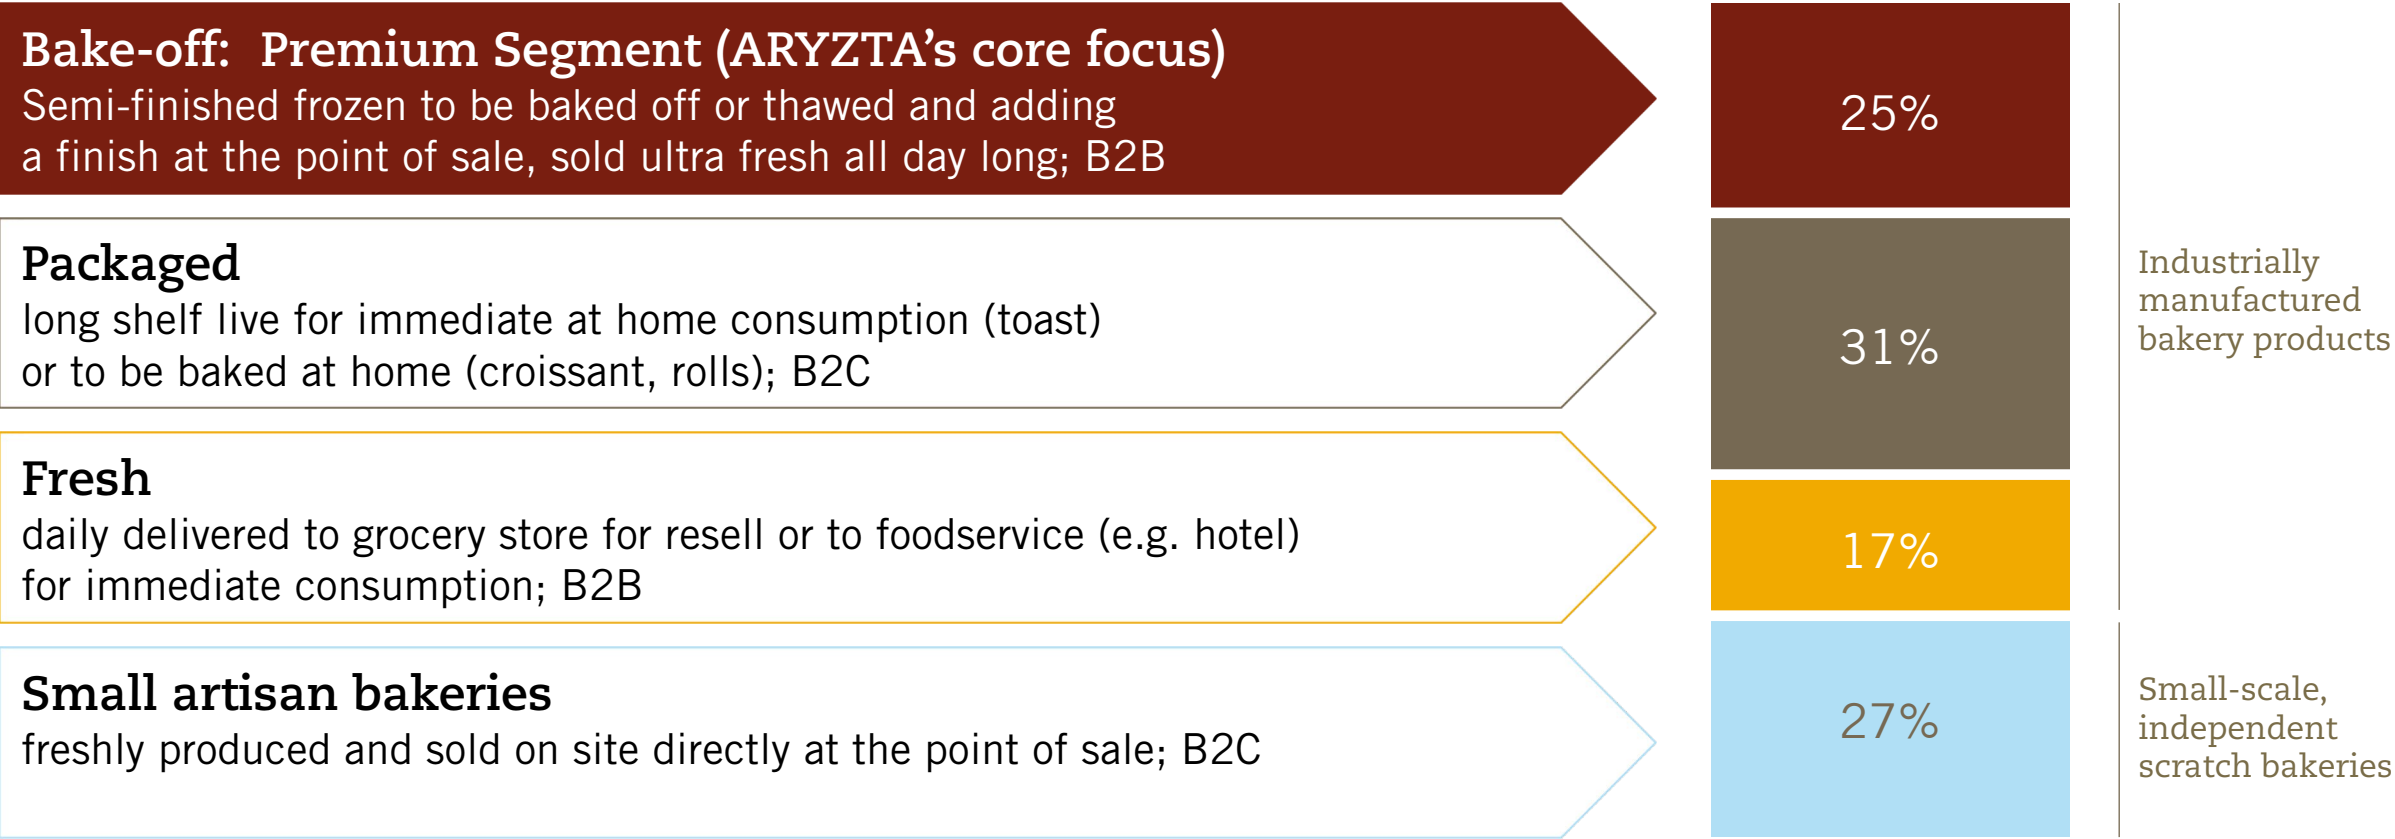 Bake-off: Premium Segment (ARYZTA’s core focus)
Semi-finished frozen to be baked off or thawed and adding
a finish at the point of sale, sold ultra fresh all day long; B2B
25%
Packaged
long shelf live for immediate at home consumption (toast)
or to be baked at home (croissant, rolls); B2C
31%
Industrially
manufactured
bakery products
Fresh
daily delivered to grocery store for resell or to foodservice (e.g. hotel)
for immediate consumption; B2B
17%
Small artisan bakeries
freshly produced and sold on site directly at the point of sale; B2C
27%
Small-scale,
independent
scratch bakeries